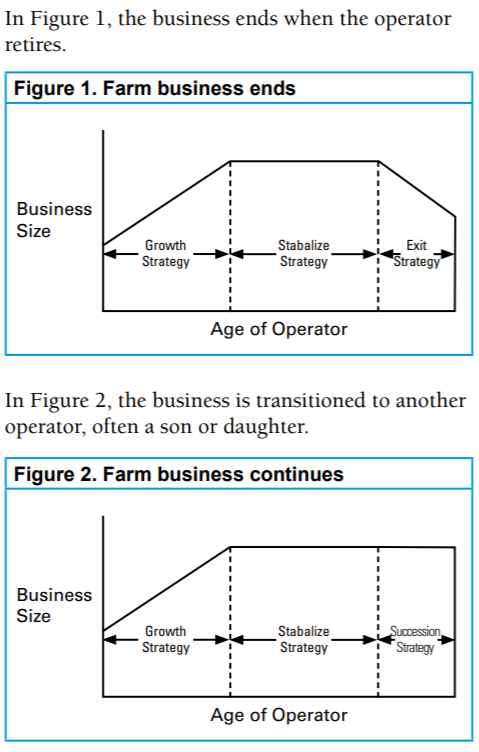 In Figure 1, the business ends when the operator
retires.
Figure 1. Farm business ends
Business
Size
Growth
Strategy
Stabalize
Strategy
Exit
Strategy
Age of Operator
In Figure 2, the business is transitioned to another
operator, often a son or daughter.
Figure 2. Farm business continues
Business
Size
Growth
Strategy
Stabalize
Strategy
Succession
Strategy
Age of Operator